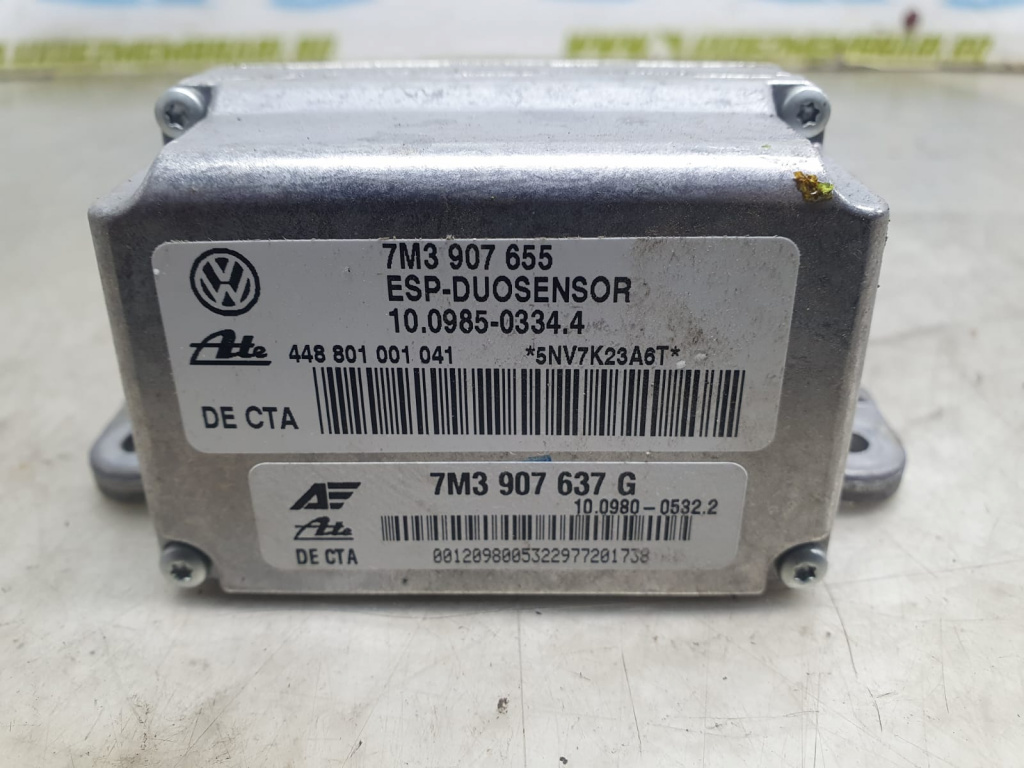 7M3 907 655
ESP-DUOSENSOR
10.0985-0334.4
Ate 448 801 001 041 *5NV7K23A6T*
DE CTA
7M3 907 637 G
10.0980-0532.2
Ate
DE CTA 00120980053222977201738